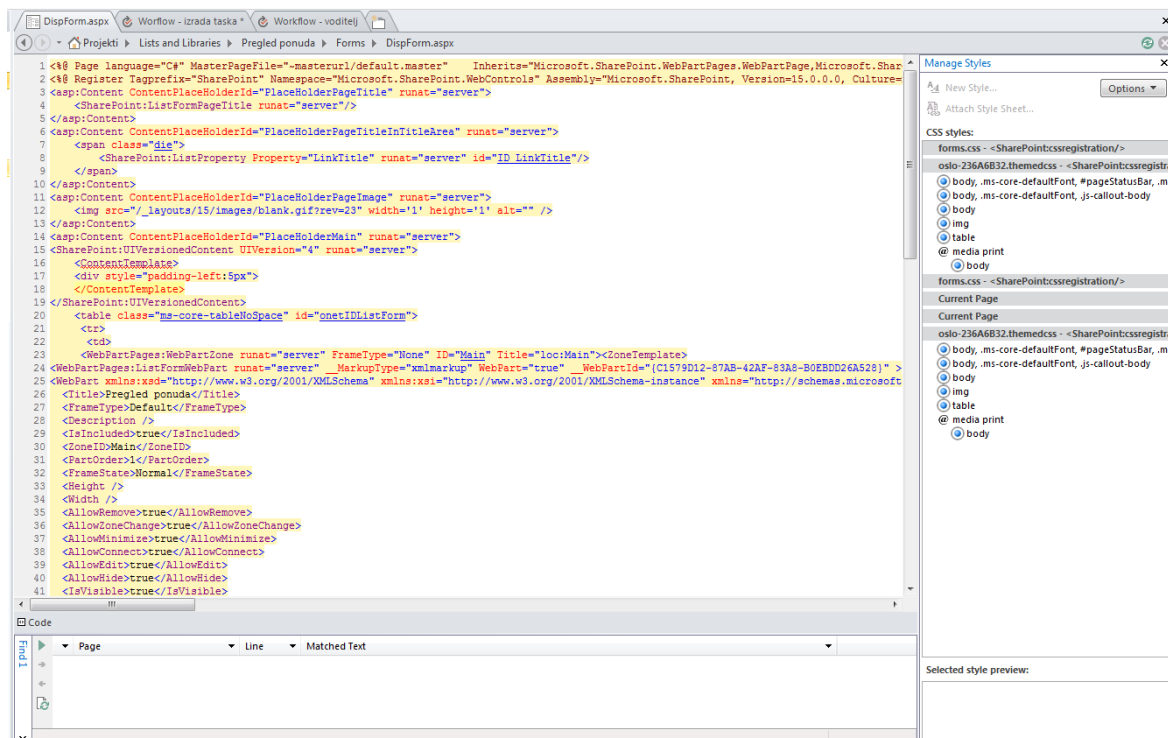 DispForm.aspx
Worflow - izrada taska *
Workflow - voditelj
Projekti
Lists and Libraries
Pregled ponuda
Forms
DispForm.aspx
1 <%@ Page language="C#" MasterPageFile="~masterurl/default.master" Inherits="Microsoft.SharePoint.WebPartPages.WebPartPage,Microsoft.Shar
2 <%@ Register Tagprefix="SharePoint" Namespace="Microsoft.SharePoint.WebControls" Assembly="Microsoft.SharePoint, Version=15.0.0.0, Culture=
3 <asp:Content ContentPlaceHolderId="PlaceHolderPageTitle" runat="server">
4 <SharePoint:ListFormPageTitle runat="server"/>
5 </asp:Content>
6 <asp:Content ContentPlaceHolderId="PlaceHolderPageTitleInTitleArea" runat="server">
7 <span class="die">
8 <SharePoint:ListProperty Property="LinkTitle" runat="server" id="ID_LinkTitle"/>
9 </span>
10 </asp:Content>
11 <asp:Content ContentPlaceHolderId="PlaceHolderPageImage" runat="server">
12 <img src="/_layouts/15/images/blank.gif?rev=23" width='1' height='1' alt="" />
13 </asp:Content>
14 <asp:Content ContentPlaceHolderId="PlaceHolderMain" runat="server">
15 <SharePoint:UIVersionedContent UIVersion="4" runat="server">
16 <ContentTemplate>
17 <div style="padding-left:5px">
18 </ContentTemplate>
19 </SharePoint:UIVersionedContent>
20 <table class="ms-core-tableNoSpace" id="onetIDListForm">
21 <tr>
22 <td>
23 <WebPartPages:WebPartZone runat="server" FrameType="None" ID="Main" Title="loc:Main"><ZoneTemplate>
24 <WebPartPages:ListFormWebPart runat="server" __MarkupType="xmlmarkup" WebPart="true" __WebPartId="{C1579D12-87AB-42AF-83A8-B0EBDD26A528}" >
25 <WebPart xmlns:xsd="http://www.w3.org/2001/XMLSchema" xmlns:xsi="http://www.w3.org/2001/XMLSchema-instance" xmlns="http://schemas.microsoft
26 <Title>Pregled ponuda</Title>
27 <FrameType>Default</FrameType>
28 <Description />
29 <IsIncluded>true</IsIncluded>
30 <ZoneID>Main</ZoneID>
31 <PartOrder>1</PartOrder>
32 <FrameState>Normal</FrameState>
33 <Height />
34 <Width />
35 <AllowRemove>true</AllowRemove>
36 <AllowZoneChange>true</AllowZoneChange>
37 <AllowMinimize>true</AllowMinimize>
38 <AllowConnect>true</AllowConnect>
39 <AllowEdit>true</AllowEdit>
40 <AllowHide>true</AllowHide>
41 <IsVisible>true</IsVisible>
Code
Find 1
Page
Line
Matched Text
Manage Styles
New Style...
Options
Attach Style Sheet...
CSS styles:
forms.css - <SharePoint:cssregistration/>
oslo-236A6B32.themedcss - <SharePoint:cssregistra
body, .ms-core-defaultFont, #pageStatusBar, .m
body, .ms-core-defaultFont, .js-callout-body
body
img
table
@ media print
body
forms.css - <SharePoint:cssregistration/>
Current Page
Current Page
oslo-236A6B32.themedcss - <SharePoint:cssregistra
body, .ms-core-defaultFont, #pageStatusBar, .m
body, .ms-core-defaultFont, .js-callout-body
body
img
table
@ media print
body
Selected style preview: